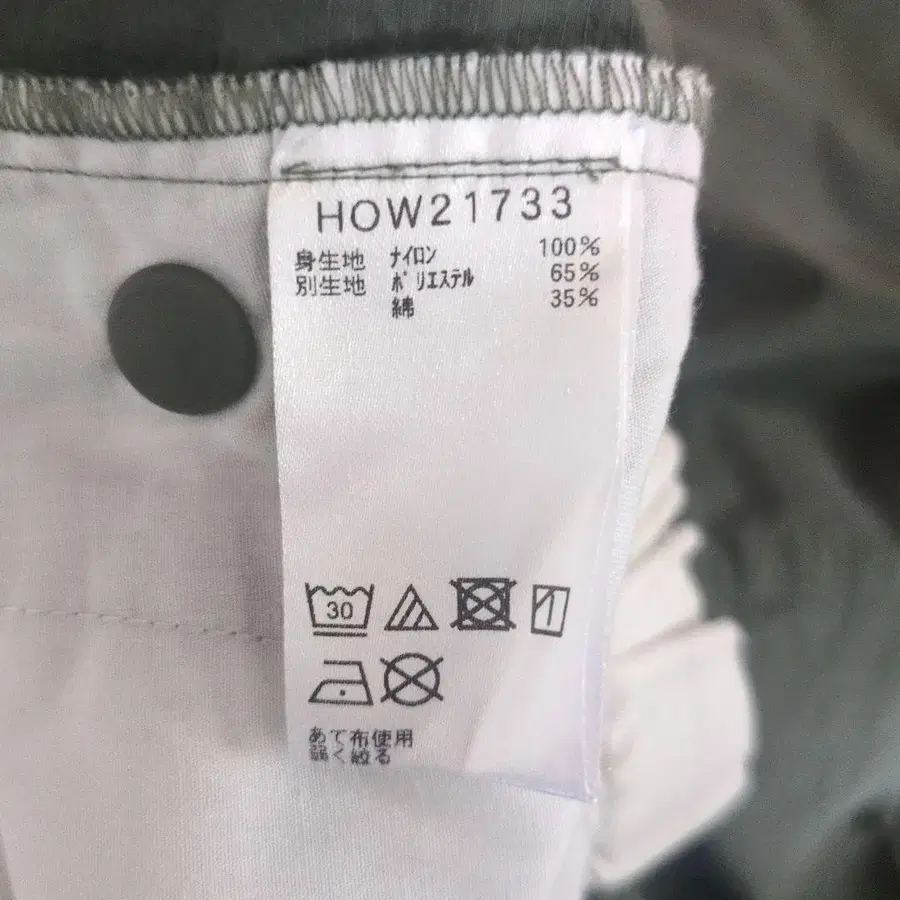 HOW21733
身生地 ナイロン 100%
別生地 ポリエステル 65%
綿 35%
30
あて布使用
弱く絞る